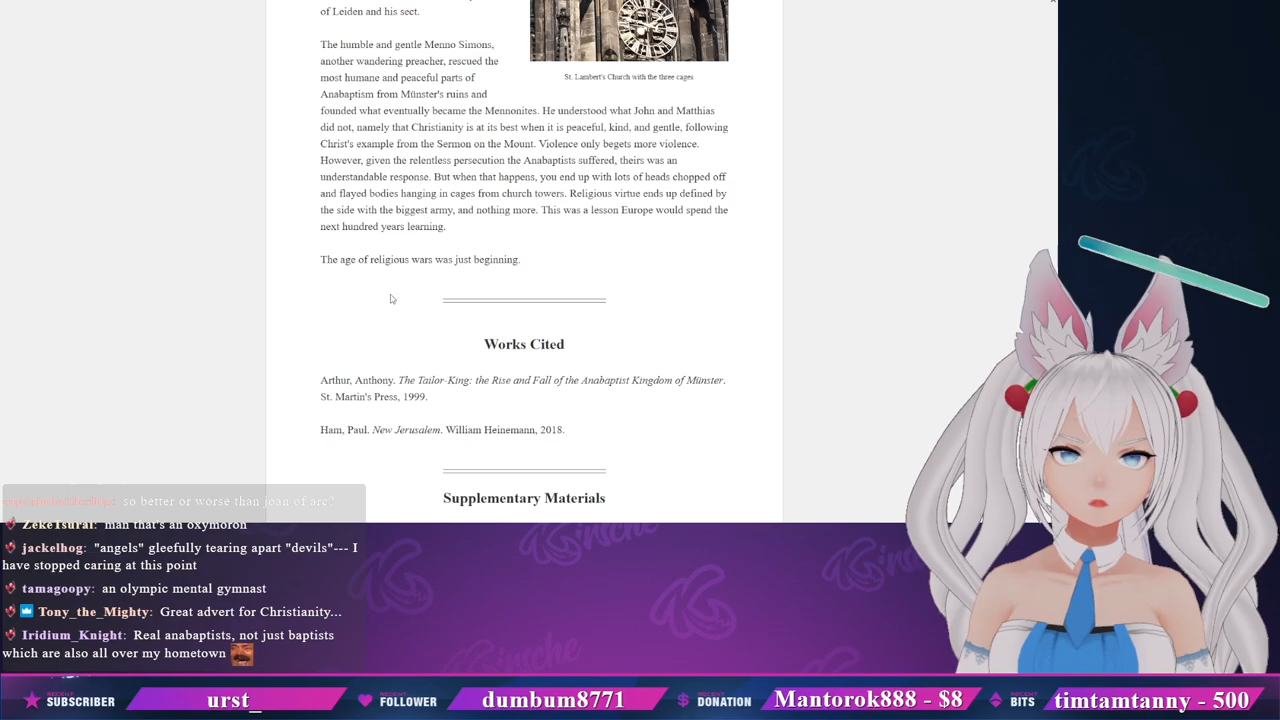 of Leiden and his sect.
The humble and gentle Menno Simons,
another wandering preacher, rescued the
most humane and peaceful parts of
Anabaptism from Münster's ruins and
founded what eventually became the Mennonites. He understood what John and Matthias
did not, namely that Christianity is at its best when it is peaceful, kind, and gentle, following
Christ's example from the Sermon on the Mount. Violence only begets more violence.
However, given the relentless persecution the Anabaptists suffered, theirs was an
understandable response. But when that happens, you end up with lots of heads chopped off
and flayed bodies hanging in cages from church towers. Religious virtue ends up defined by
the side with the biggest army, and nothing more. This was a lesson Europe would spend the
next hundred years learning.
St. Lambert's Church with the three cages
The age of religious wars was just beginning.
Works Cited
Arthur, Anthony. The Tailor-King: the Rise and Fall of the Anabaptist Kingdom of Münster.
St. Martin's Press, 1999.
Ham, Paul. New Jerusalem. William Heinemann, 2018.
Supplementary Materials
so better or worse than joan of arc?
ZekeTsurai: man that's an oxymoron
jackelhog: "angels" gleefully tearing apart "devils"--- I
have stopped caring at this point
tamagoopy: an olympic mental gymnast
Tony_the_Mighty: Great advert for Christianity...
Iridium_Knight: Real anabaptists, not just baptists
which are also all over my hometown
RECENT
SUBSCRIBER
urst_
RECENT
FOLLOWER
dumbum8771
RECENT
DONATION
Mantorok888 - $8
RECENT
BITS
timtamtanny - 500